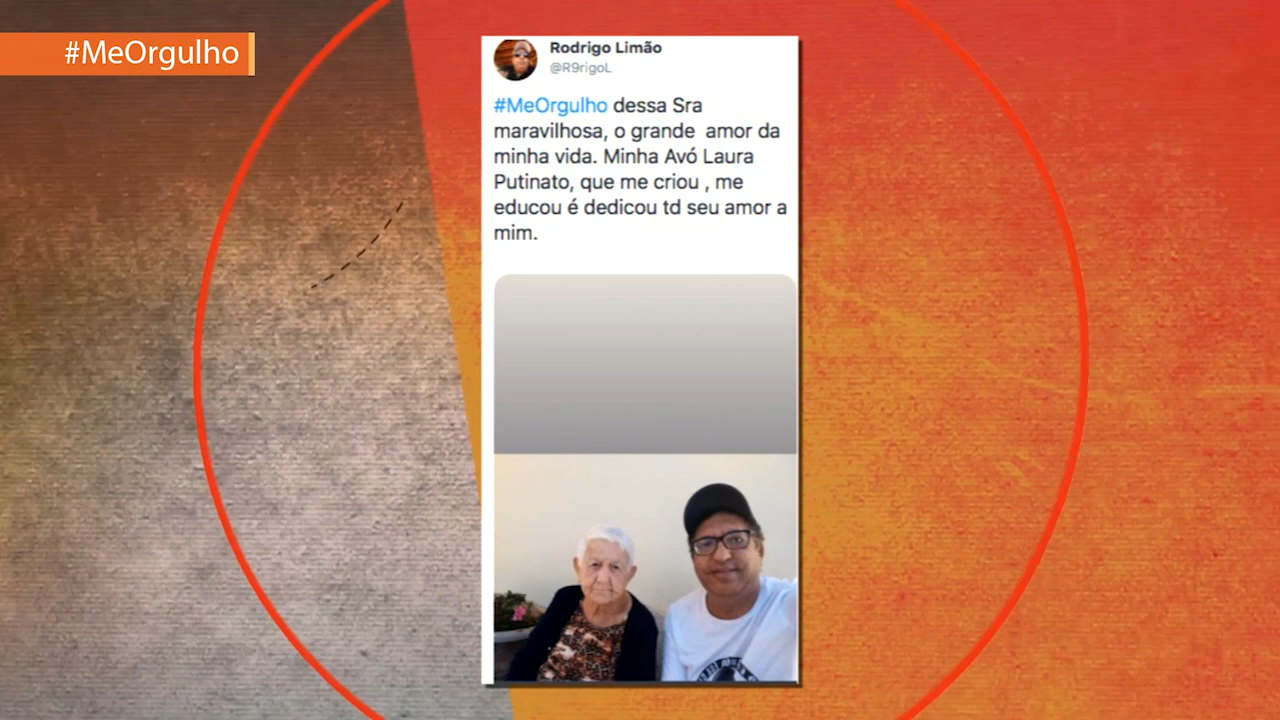 #MeOrgulho
Rodrigo Limão
@R9rigoL
#MeOrgulho dessa Sra
maravilhosa, o grande amor da
minha vida. Minha Avó Laura
Putinato, que me criou , me
educou é dedicou td seu amor a
mim.